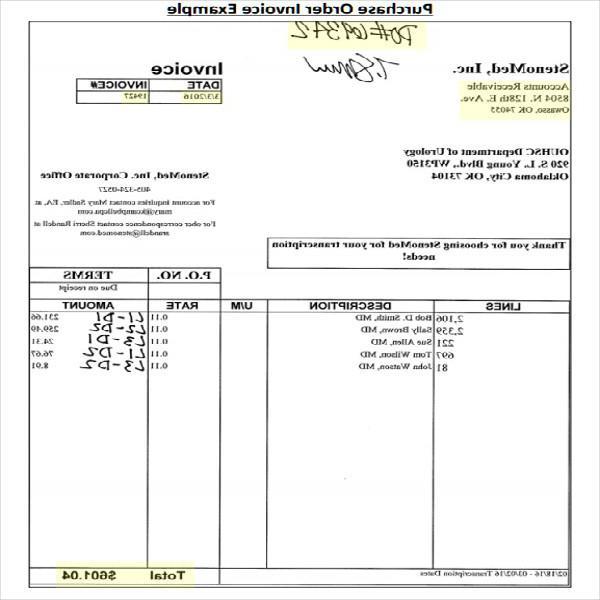 Purchase Order Invoice Example
PO# 69342
StenoMed, Inc.
Accounts Receivable
8504 N. 128th E. Ave.
Owasso, OK 74055
Invoice
DATE INVOICE#
3/3/2016 19427
OUHSC Department of Urology
920 S. L. Young Blvd., WP3150
Oklahoma City, OK 73104
StenoMed, Inc. Corporate Office
405-324-0527
For inquiries contact Mary Sadler, EA, at
mary@kcampbellcpa.com
For oher correspondence contact Sherri Randell at
srandell@stenomed.com
Thank you for choosing StenoMed for your transcription
needs!
P.O. NO. TERMS
Due on receipt
LINES DESCRIPTION U/M RATE AMOUNT
2,106 Bob D. Smith, MD 0.11 L1-D1 231.66
2,359 Sally Brown, MD 0.11 L2-D2 259.49
221 Sue Allen, MD 0.11 L3-D1 24.31
697 Tom Wilson, MD 0.11 L1-D2 76.67
81 John Watson, MD 0.11 L3-D2 8.91
02/18/16 - 03/02/16 Transcription Dates
Total $601.04